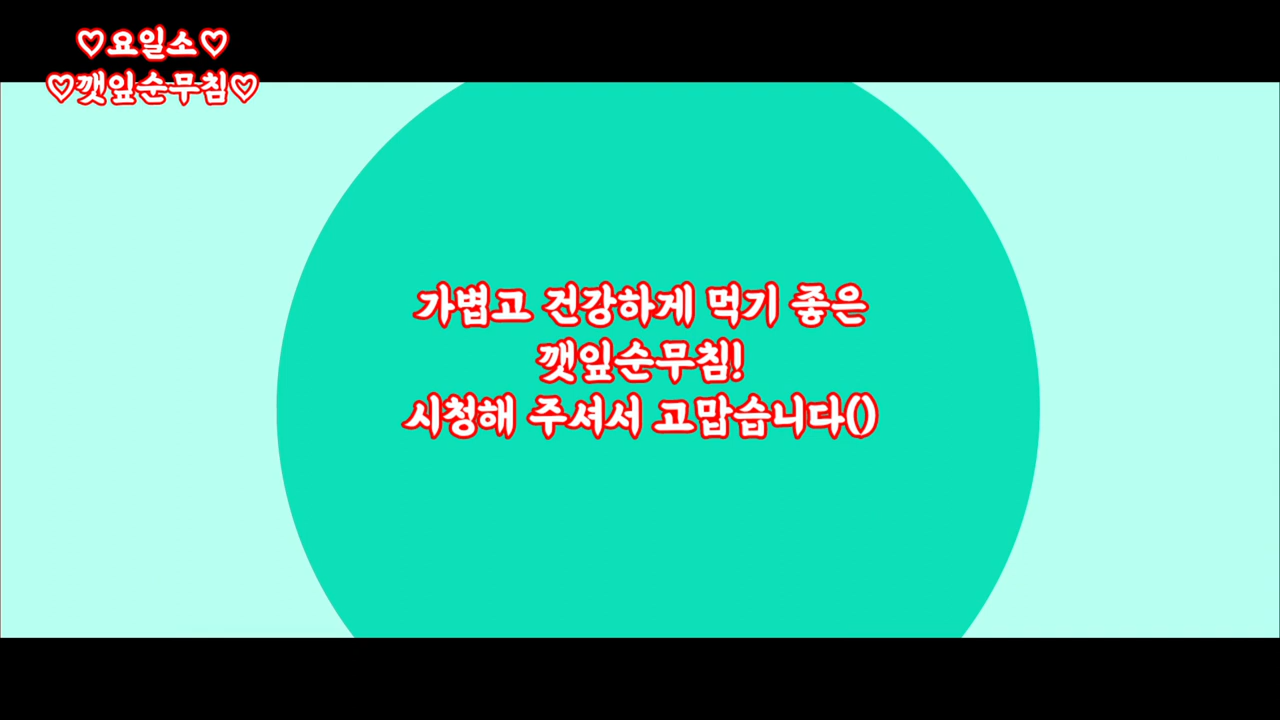 ♡요일소♡
♡깻잎순무침♡
가볍고 건강하게 먹기 좋은
깻잎순무침!
시청해 주셔서 고맙습니다()